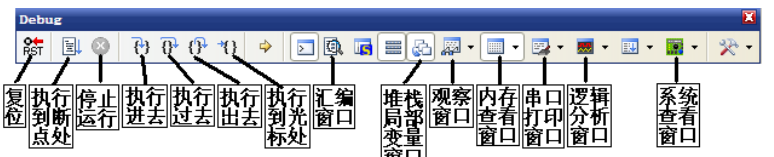 Debug
RST
复位
执行到断点处
停止运行
执行进去
执行过去
执行出去
执行到光标处
汇编窗口
堆栈局部变量窗口
观察窗口
内存查看窗口
串口打印窗口
逻辑分析窗口
系统查看窗口